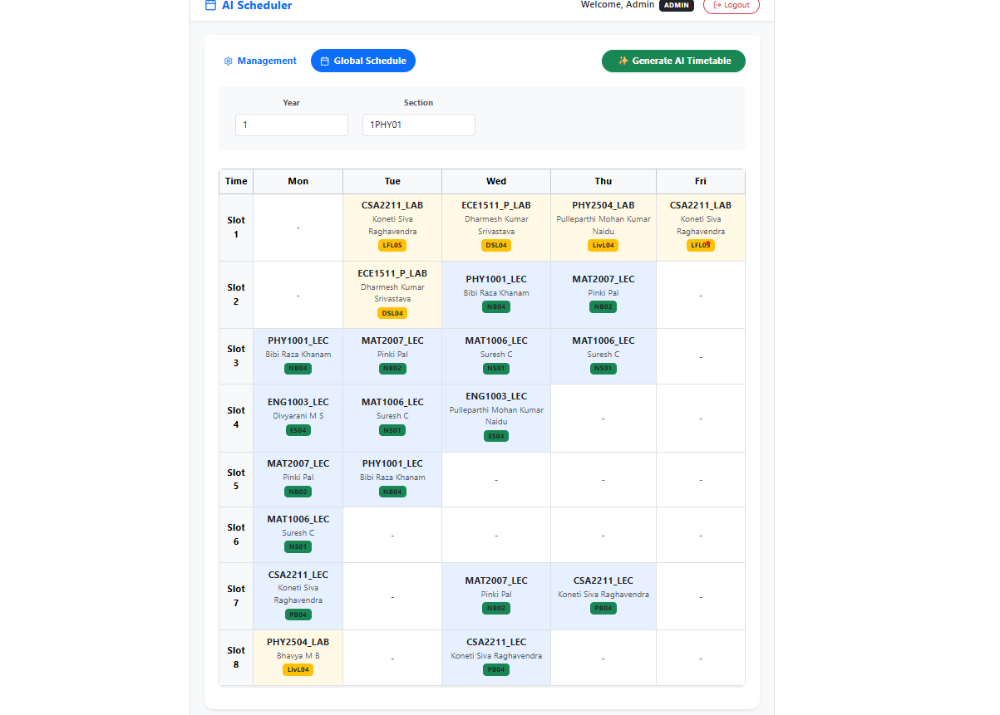 AI Scheduler
Welcome, Admin ADMIN Logout
Management Global Schedule Generate AI Timetable
Year Section
1 1PHY01
Time Mon Tue Wed Thu Fri
Slot 1
-
CSA2211_LAB
Koneti Siva
Raghavendra
LFL05
ECE1511_P_LAB
Dharmesh Kumar
Srivastava
DSL04
PHY2504_LAB
Pulleparthi Mohan Kumar
Naidu
LivL04
CSA2211_LAB
Koneti Siva
Raghavendra
LFL05
Slot 2
-
ECE1511_P_LAB
Dharmesh Kumar
Srivastava
DSL04
PHY1001_LEC
Bibi Raza Khanam
NB04
MAT2007_LEC
Pinki Pal
NB02
-
Slot 3
PHY1001_LEC
Bibi Raza Khanam
NB04
MAT2007_LEC
Pinki Pal
NB02
MAT1006_LEC
Suresh C
NS01
MAT1006_LEC
Suresh C
NS01
-
Slot 4
ENG1003_LEC
Divyarani M S
ES04
MAT1006_LEC
Suresh C
NS01
ENG1003_LEC
Pulleparthi Mohan Kumar
Naidu
ES04
-
-
Slot 5
MAT2007_LEC
Pinki Pal
NB02
PHY1001_LEC
Bibi Raza Khanam
NB04
-
-
-
Slot 6
MAT1006_LEC
Suresh C
NS01
-
-
-
-
Slot 7
CSA2211_LEC
Koneti Siva
Raghavendra
PB04
-
MAT2007_LEC
Pinki Pal
NB02
CSA2211_LEC
Koneti Siva Raghavendra
PB04
-
Slot 8
PHY2504_LAB
Bhavya M B
LivL04
-
CSA2211_LEC
Koneti Siva Raghavendra
PB04
-
-